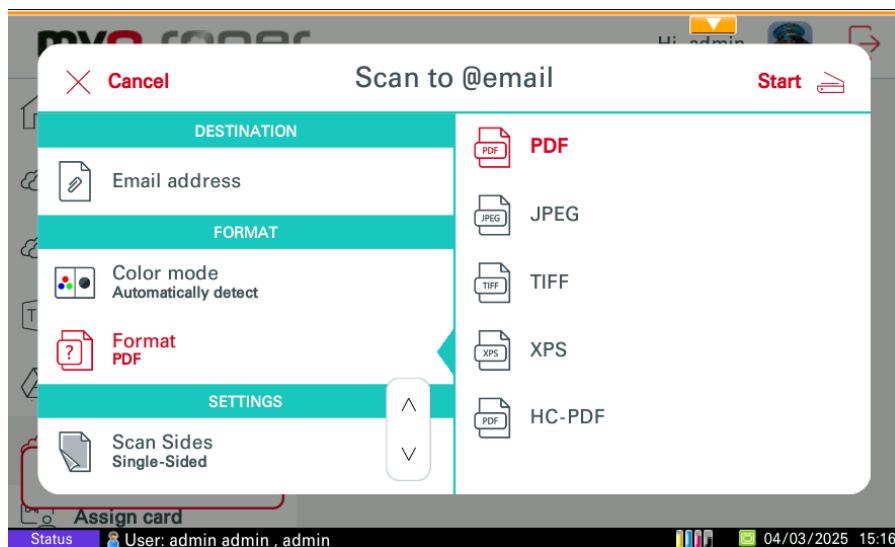 Hi, admin
Cancel
Scan to @email
Start
DESTINATION
Email address
FORMAT
Color mode
Automatically detect
Format
PDF
SETTINGS
Scan Sides
Single-Sided
PDF
PDF
JPEG
JPEG
TIFF
TIFF
XPS
XPS
PDF
HC-PDF
Assign card
Status
User: admin admin , admin
04/03/2025 15:16